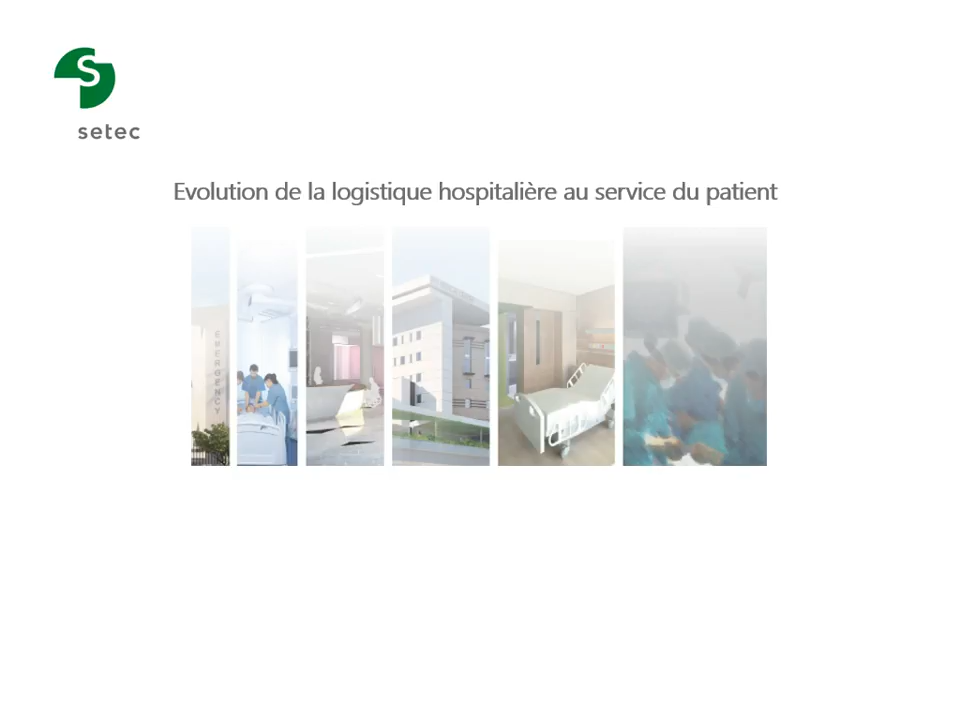 setec
Evolution de la logistique hospitalière au service du patient
EMERGENCY